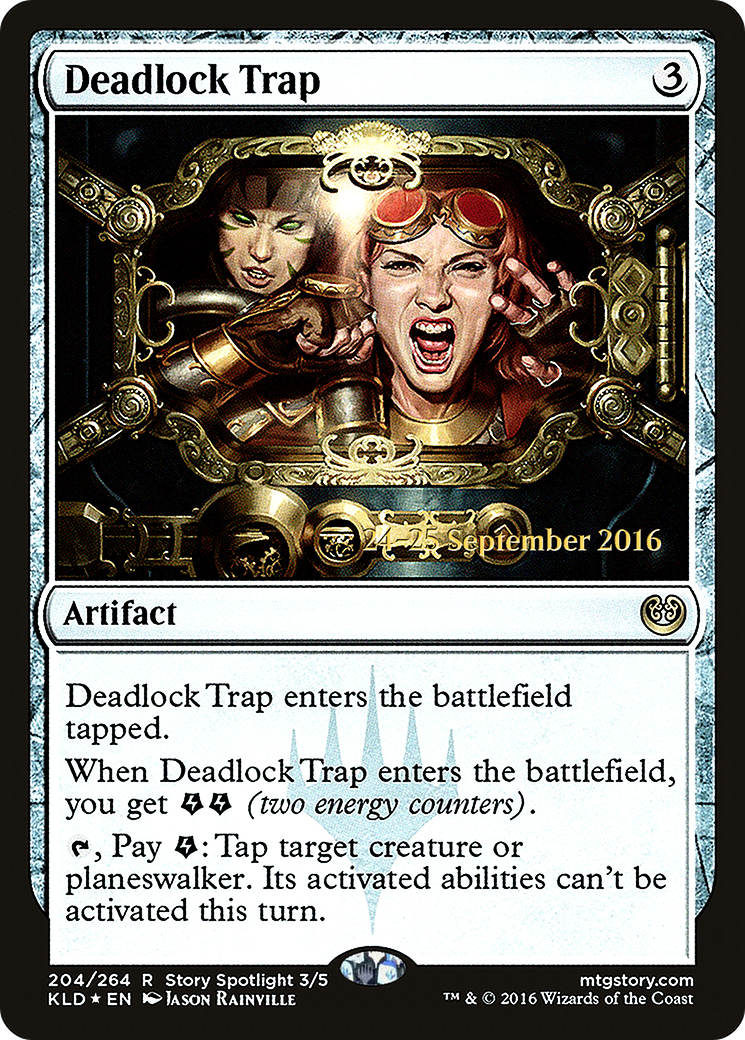 Deadlock Trap 3
24–25 September 2016
Artifact
Deadlock Trap enters the battlefield
tapped.
When Deadlock Trap enters the battlefield,
you get (two energy counters).
, Pay : Tap target creature or
planeswalker. Its activated abilities can't be
activated this turn.
204/264 R Story Spotlight 3/5
mtgstory.com
KLD ★ EN Jason Rainville
™ & © 2016 Wizards of the Coast